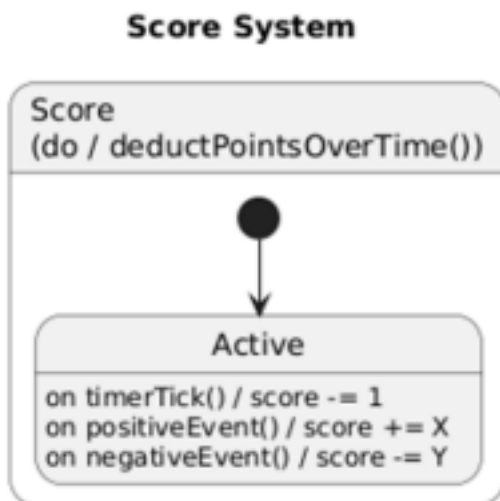 Score System
Score
(do / deductPointsOverTime())
Active
on timerTick() / score -= 1
on positiveEvent() / score += X
on negativeEvent() / score -= Y